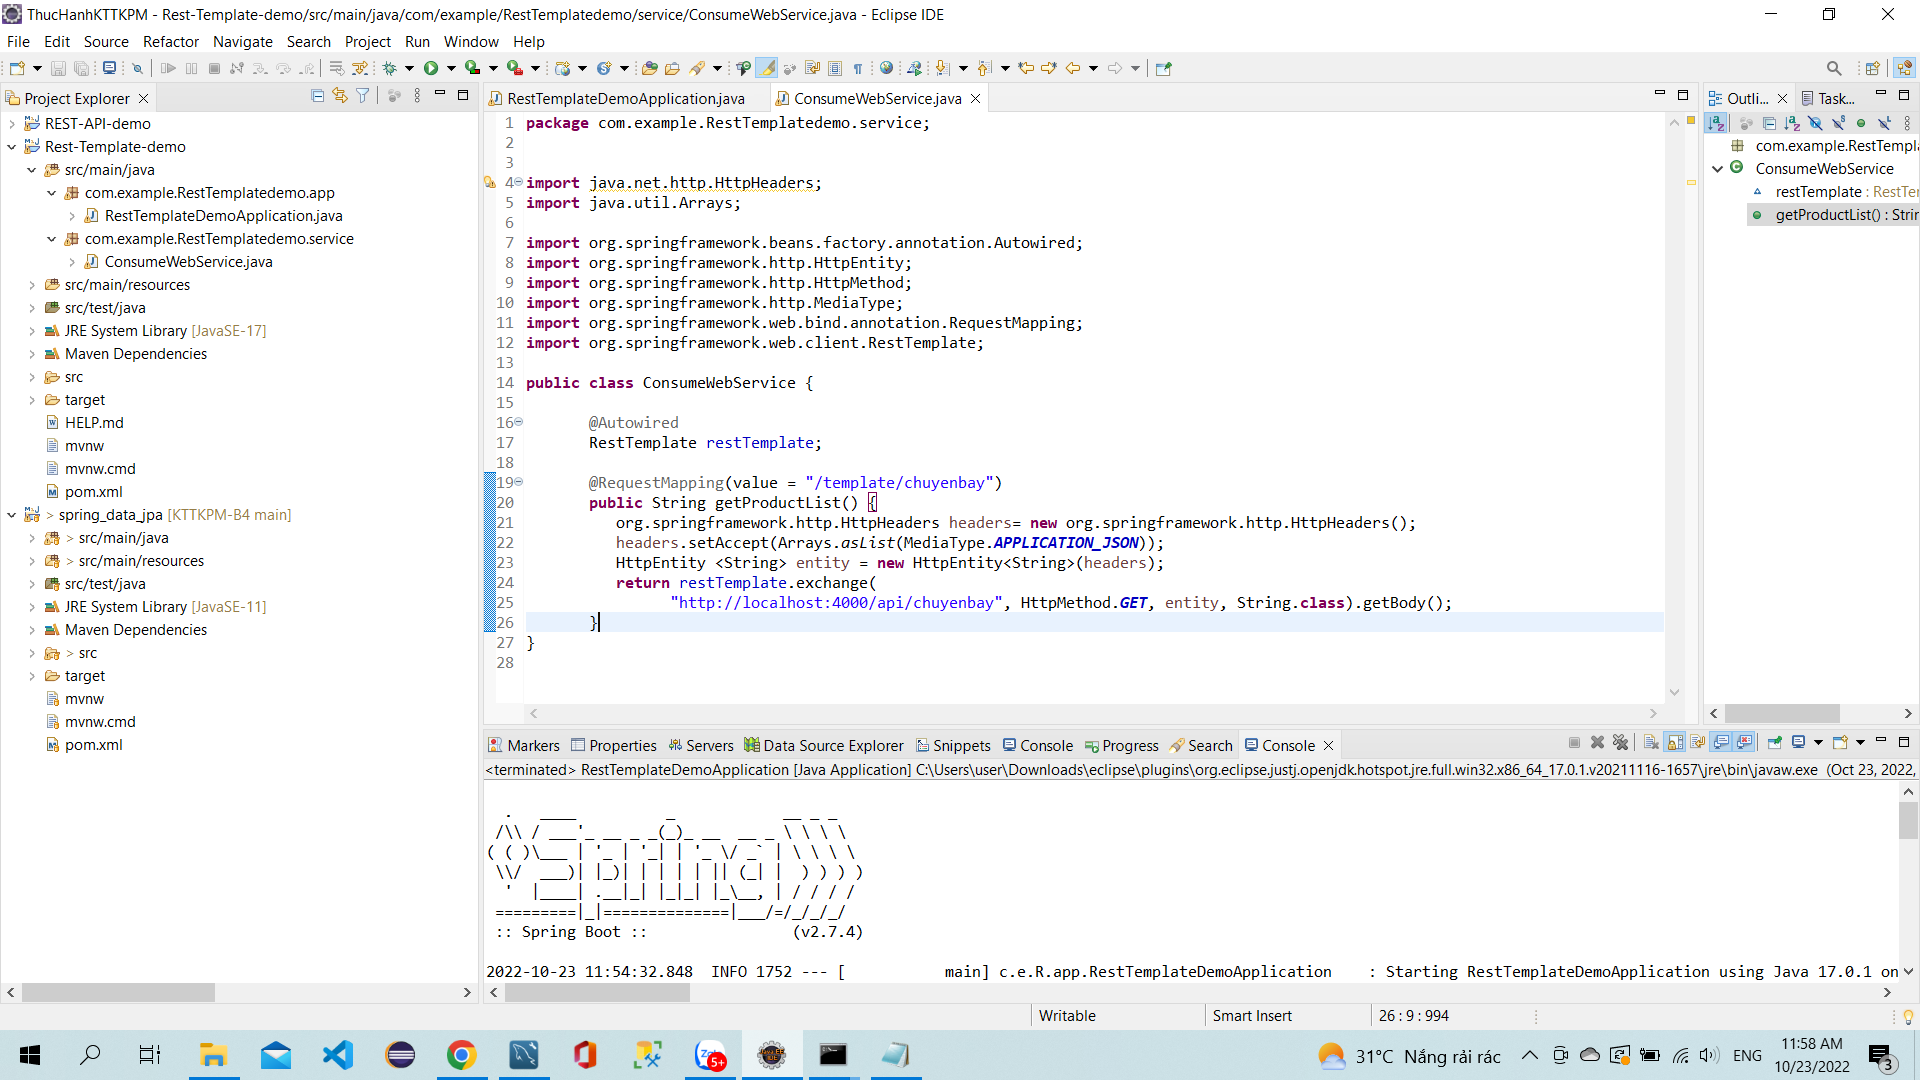 ThucHanhKTTKPM - Rest-Template-demo/src/main/java/com/example/RestTemplatedemo/service/ConsumeWebService.java - Eclipse IDE
File Edit Source Refactor Navigate Search Project Run Window Help
Project Explorer
REST-API-demo
Rest-Template-demo
src/main/java
com.example.RestTemplatedemo.app
RestTemplateDemoApplication.java
com.example.RestTemplatedemo.service
ConsumeWebService.java
src/main/resources
src/test/java
JRE System Library [JavaSE-17]
Maven Dependencies
src
target
HELP.md
mvnw
mvnw.cmd
pom.xml
> spring_data_jpa [KTTKPM-B4 main]
> src/main/java
> src/main/resources
src/test/java
JRE System Library [JavaSE-11]
Maven Dependencies
> src
target
mvnw
mvnw.cmd
pom.xml
RestTemplateDemoApplication.java ConsumeWebService.java
1 package com.example.RestTemplatedemo.service;
2
3
4 import java.net.http.HttpHeaders;
5 import java.util.Arrays;
6
7 import org.springframework.beans.factory.annotation.Autowired;
8 import org.springframework.http.HttpEntity;
9 import org.springframework.http.HttpMethod;
10 import org.springframework.http.MediaType;
11 import org.springframework.web.bind.annotation.RequestMapping;
12 import org.springframework.web.client.RestTemplate;
13
14 public class ConsumeWebService {
15
16 @Autowired
17 RestTemplate restTemplate;
18
19 @RequestMapping(value = "/template/chuyenbay")
20 public String getProductList() {
21 org.springframework.http.HttpHeaders headers= new org.springframework.http.HttpHeaders();
22 headers.setAccept(Arrays.asList(MediaType.APPLICATION_JSON));
23 HttpEntity <String> entity = new HttpEntity<String>(headers);
24 return restTemplate.exchange(
25 "http://localhost:4000/api/chuyenbay", HttpMethod.GET, entity, String.class).getBody();
26 }
27 }
28
Outli... Task...
com.example.RestTempl
ConsumeWebService
restTemplate : RestTe
getProductList() : Strin
Markers Properties Servers Data Source Explorer Snippets Console Progress Search Console
<terminated> RestTemplateDemoApplication [Java Application] C:\Users\user\Downloads\eclipse\plugins\org.eclipse.justj.openjdk.hotspot.jre.full.win32.x86_64_17.0.1.v20211116-1657\jre\bin\javaw.exe (Oct 23, 2022,
Spring
:: Spring Boot :: (v2.7.4)
2022-10-23 11:54:32.848 INFO 1752 --- [ main] c.e.R.app.RestTemplateDemoApplication : Starting RestTemplateDemoApplication using Java 17.0.1 on
Writable Smart Insert 26 : 9 : 994
5+
31°C Nắng rải rác
ENG
11:58 AM
10/23/2022
3